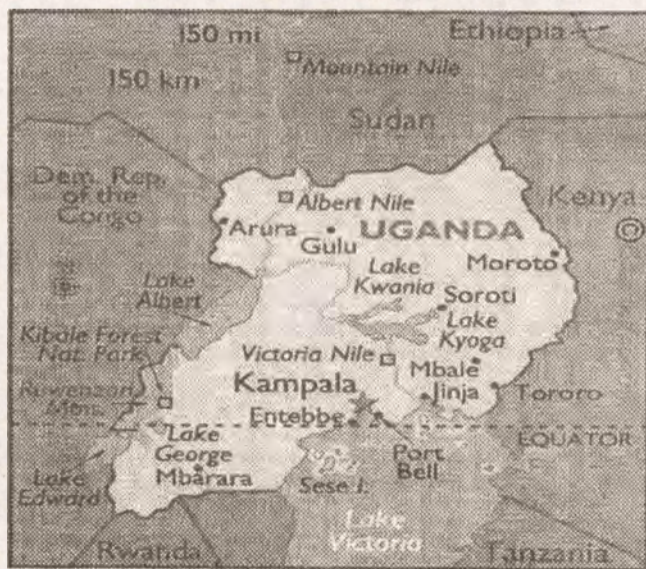 150 mi
Ethiopia
150 km
Mountain Nile
Sudan
Dem. Rep.
of the
Congo
Kenya
Albert Nile
Arura
UGANDA
Gulu
Moroto
Lake
Albert
Lake
Kwania
Soroti
Lake
Kyoga
Kibale Forest
Nat. Park
Victoria Nile
Mbale
Ruwenzori
Mtns.
Kampala
Jinja
Tororo
Entebbe
EQUATOR
Lake
George
Port
Bell
Lake
Edward
Mbarara
Sese I.
Lake
Victoria
Rwanda
Tanzania